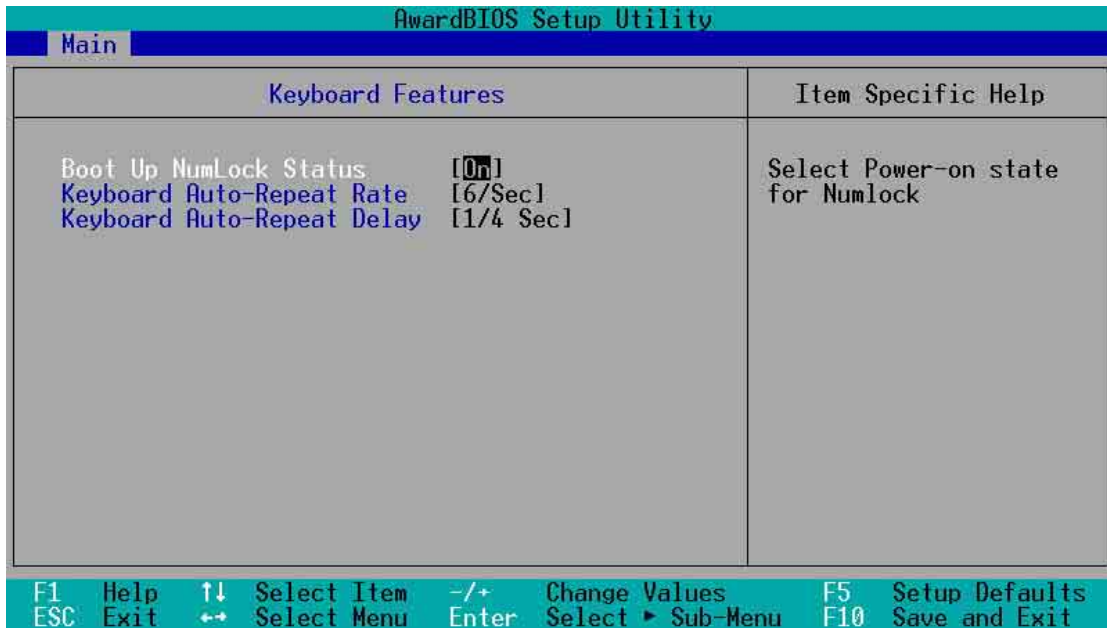 AwardBIOS Setup Utility
Main
Keyboard Features
Item Specific Help
Boot Up NumLock Status [On]
Keyboard Auto-Repeat Rate [6/Sec]
Keyboard Auto-Repeat Delay [1/4 Sec]
Select Power-on state
for Numlock
F1 Help ↑↓ Select Item -/+ Change Values F5 Setup Defaults
ESC Exit ←→ Select Menu Enter Select ► Sub-Menu F10 Save and Exit